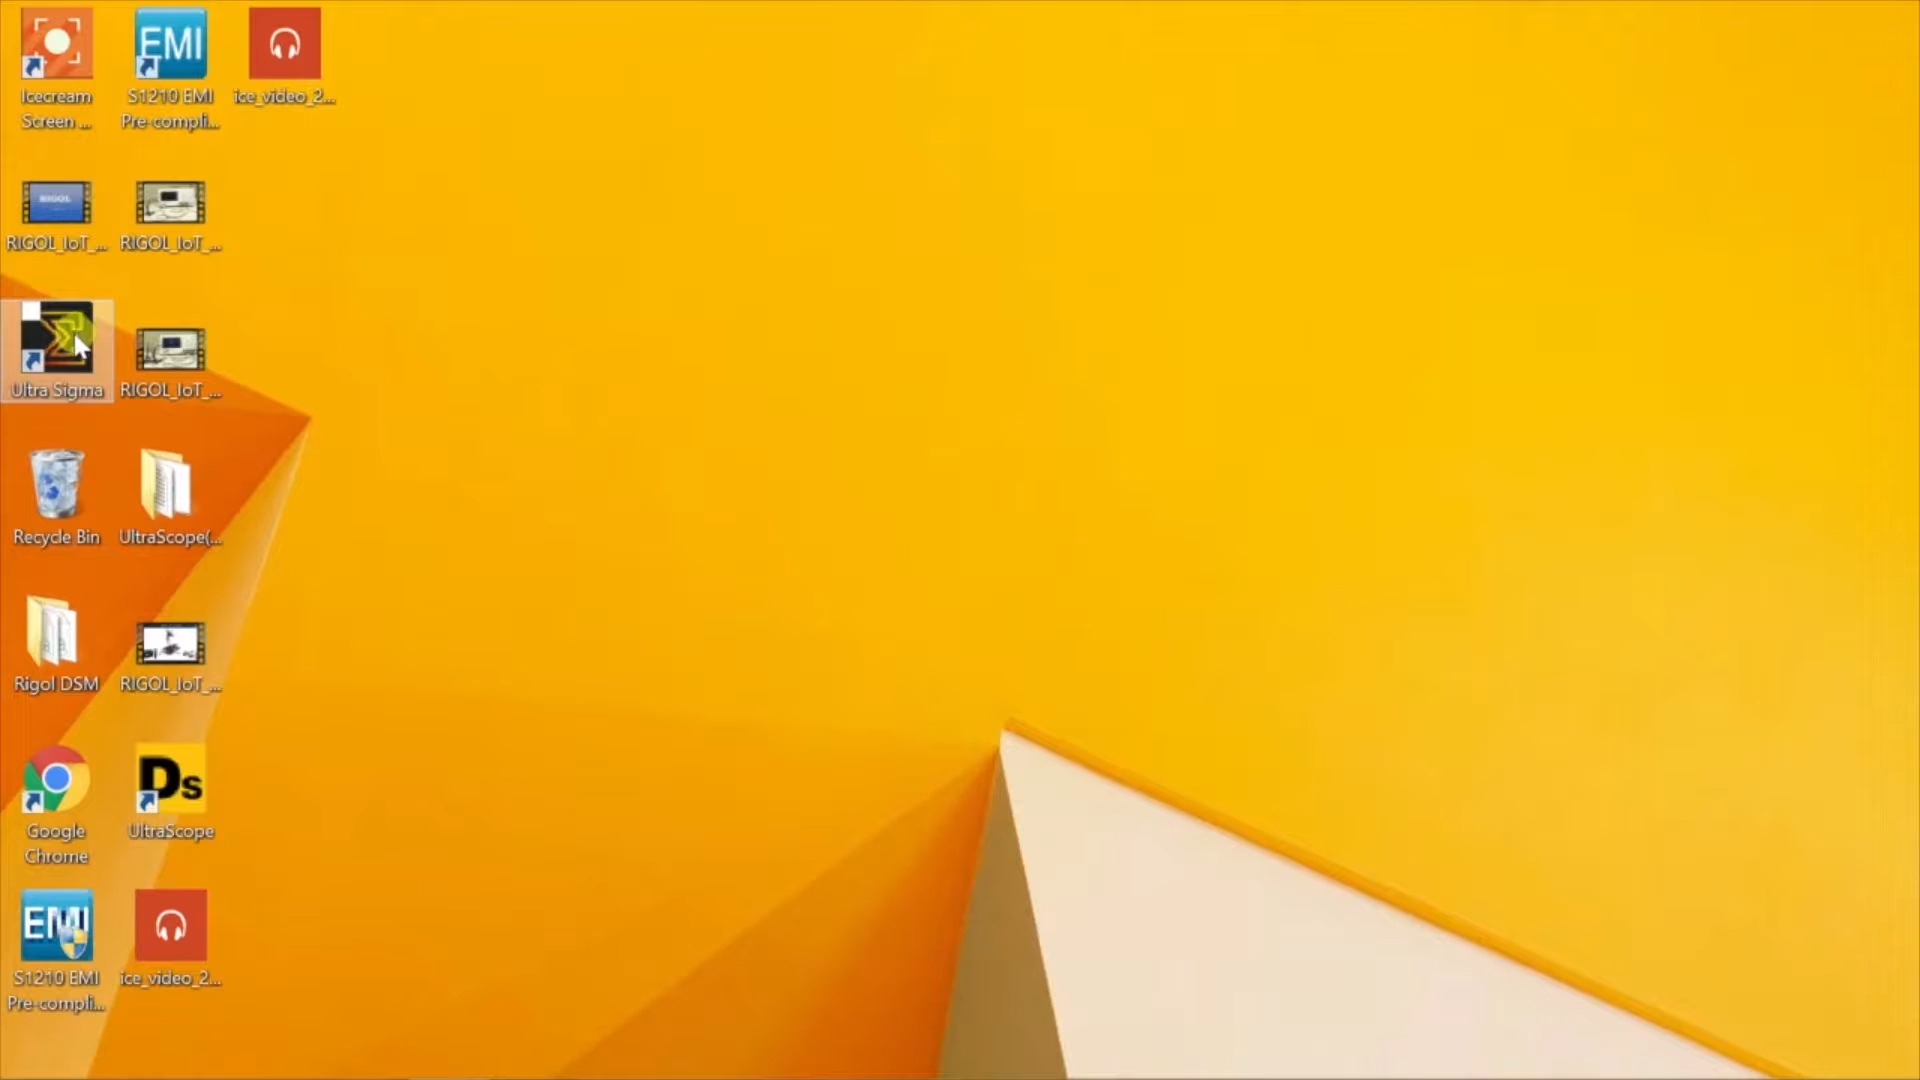 EMI
Icecream
Screen ...
S1210 EMI
Pre-compli...
ice_video_2...
RIGOL
RIGOL_IoT_...
RIGOL_IoT_...
Ultra Sigma
RIGOL_IoT_...
Recycle Bin
UltraScope(...
Rigol DSM
RIGOL_IoT_...
Ds
Google
Chrome
UltraScope
EMI
S1210 EMI
Pre-compli...
ice_video_2...